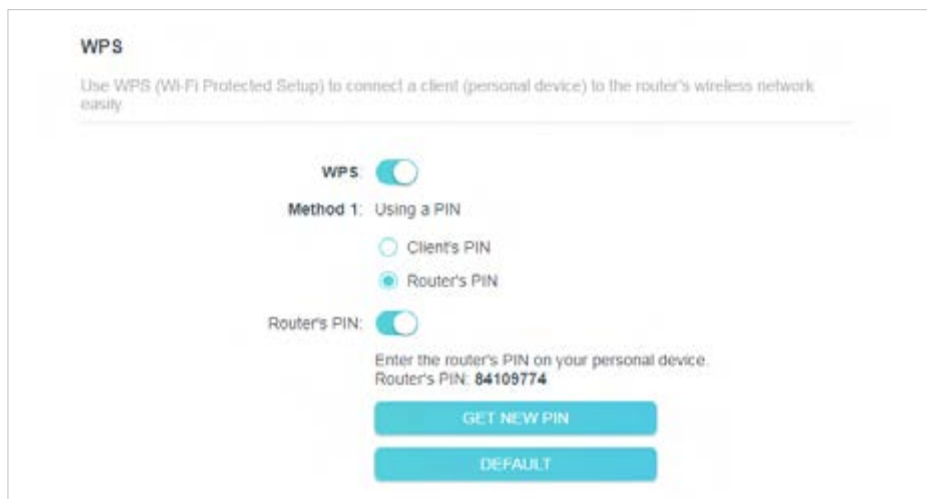 WPS
Use WPS (Wi-Fi Protected Setup) to connect a client (personal device) to the router's wireless network
easily
WPS:
Method 1: Using a PIN
Client's PIN
Router's PIN
Router's PIN:
Enter the router's PIN on your personal device.
Router's PIN: 84109774
GET NEW PIN
DEFAULT